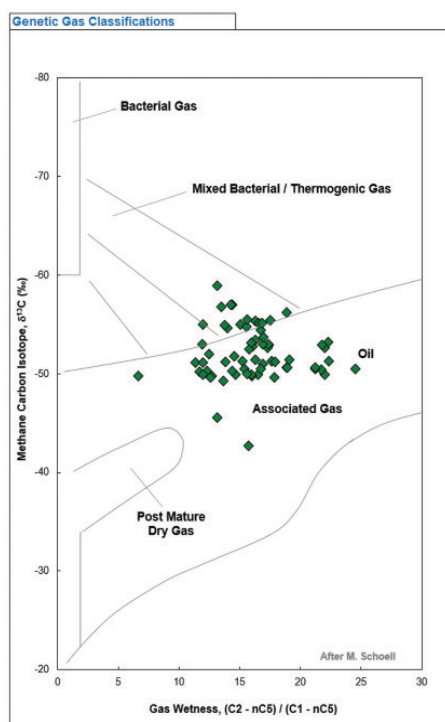 Genetic Gas Classifications
-80
Bacterial Gas
-70
Mixed Bacterial / Thermogenic Gas
-60
Methane Carbon Isotope, δ¹³C (‰)
Oil
-50
Associated Gas
-40
Post Mature
Dry Gas
-30
After M. Schoell
-20
0 5 10 15 20 25 30
Gas Wetness, (C2 - nC5) / (C1 - nC5)